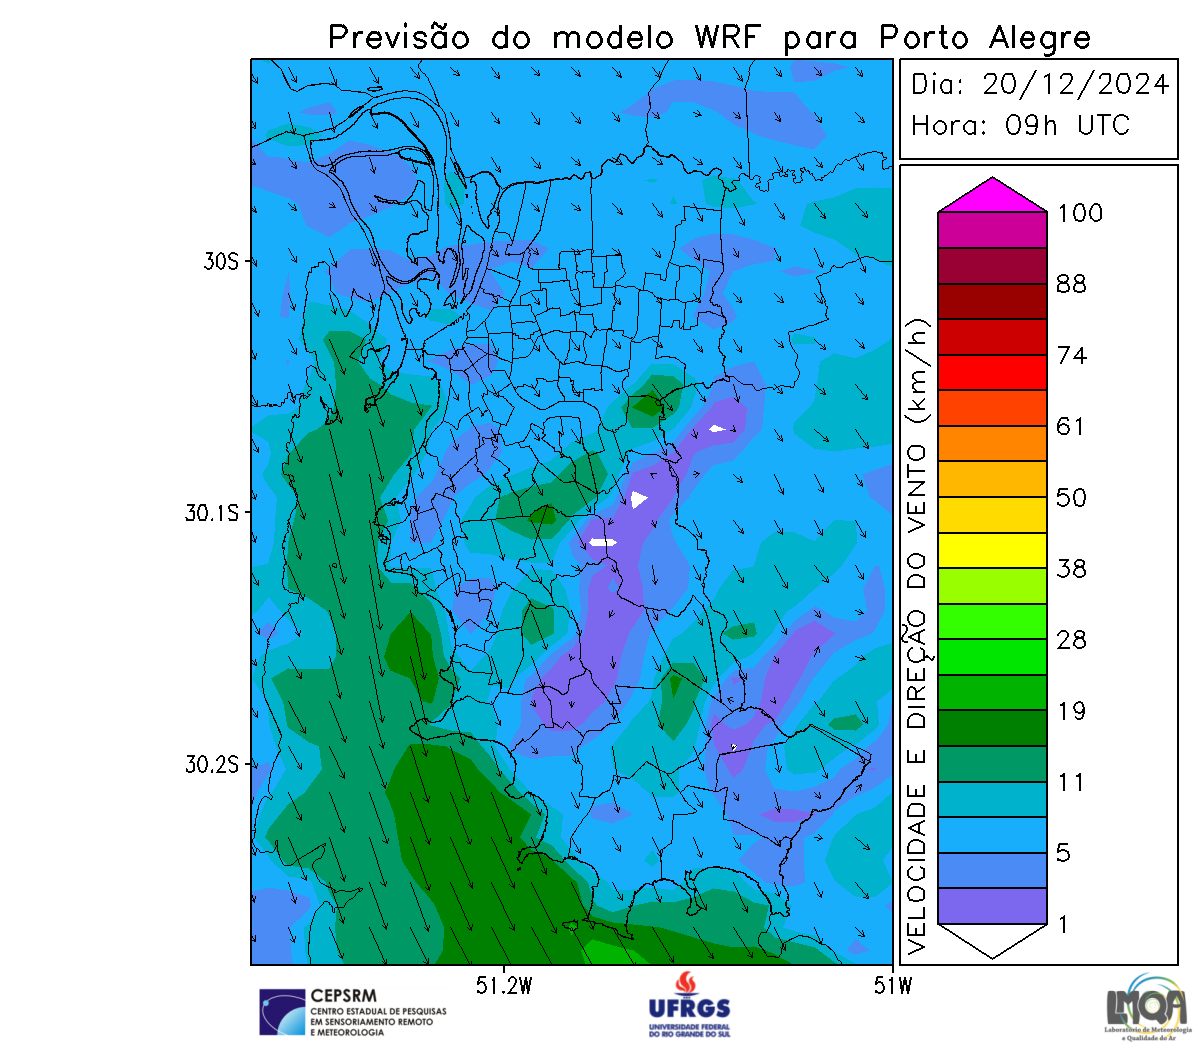 Previsão do modelo WRF para Porto Alegre
Dia: 20/12/2024
Hora: 09h UTC
VELOCIDADE E DIREÇÃO DO VENTO (km/h)
100
88
74
61
50
38
28
19
11
5
1
30S
30.1S
30.2S
51.2W
51W
CEPSRM
CENTRO ESTADUAL DE PESQUISAS
EM SENSORIAMENTO REMOTO
E METEOROLOGIA
UFRGS
UNIVERSIDADE FEDERAL
DO RIO GRANDE DO SUL
LMQA
Laboratório de Meteorologia
e Qualidade do Ar